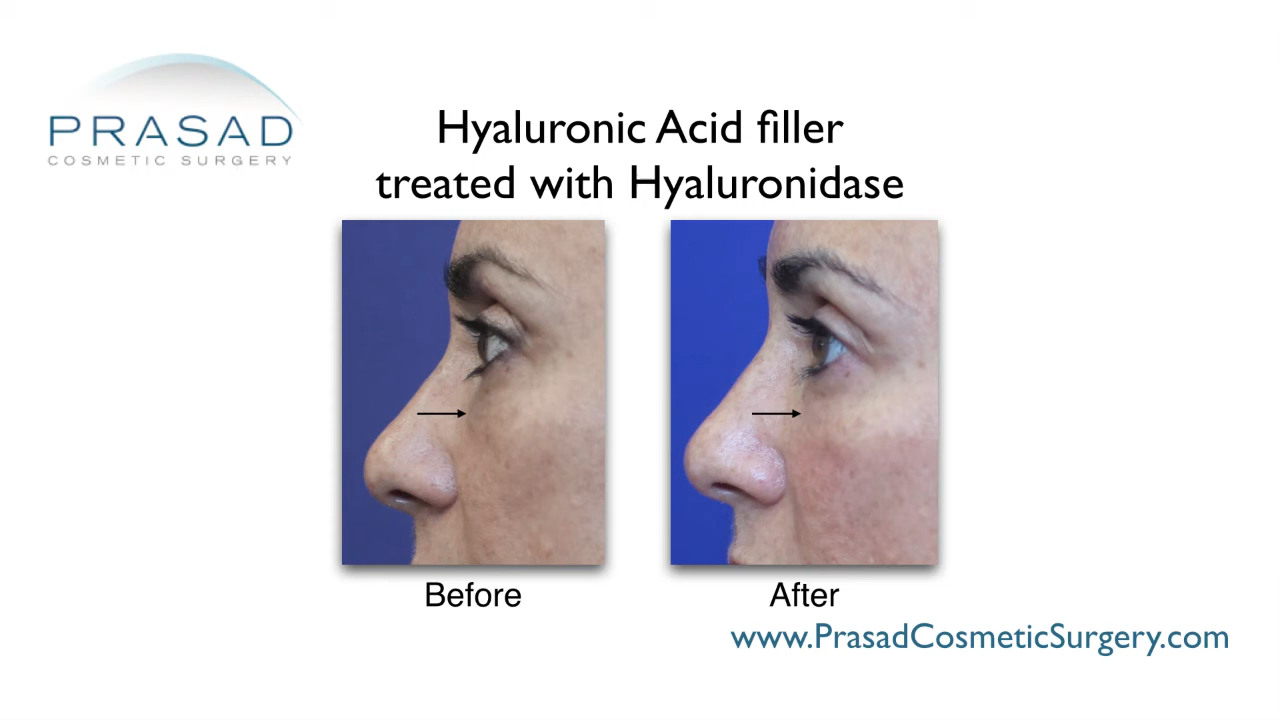 PRASAD
COSMETIC SURGERY
Hyaluronic Acid filler
treated with Hyaluronidase
Before
After
www.PrasadCosmeticSurgery.com